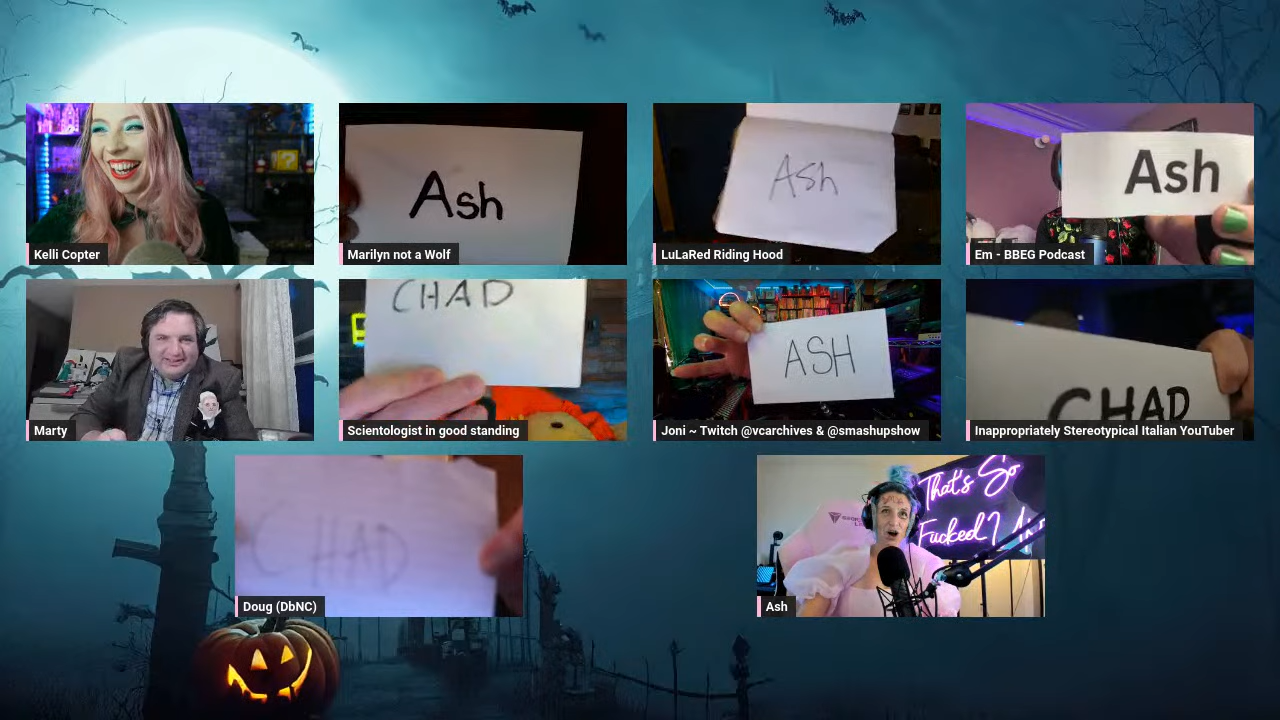 Ash
Ash
Ash
Kelli Copter
Marilyn not a Wolf
LuLaRed Riding Hood
Em - BBEG Podcast
CHAD
ASH
CHAD
Marty
Scientologist in good standing
Joni ~ Twitch @vcarchives & @smashupshow
Inappropriately Stereotypical Italian YouTuber
CHAD
That's So
Fucked
Doug (DbNC)
Ash